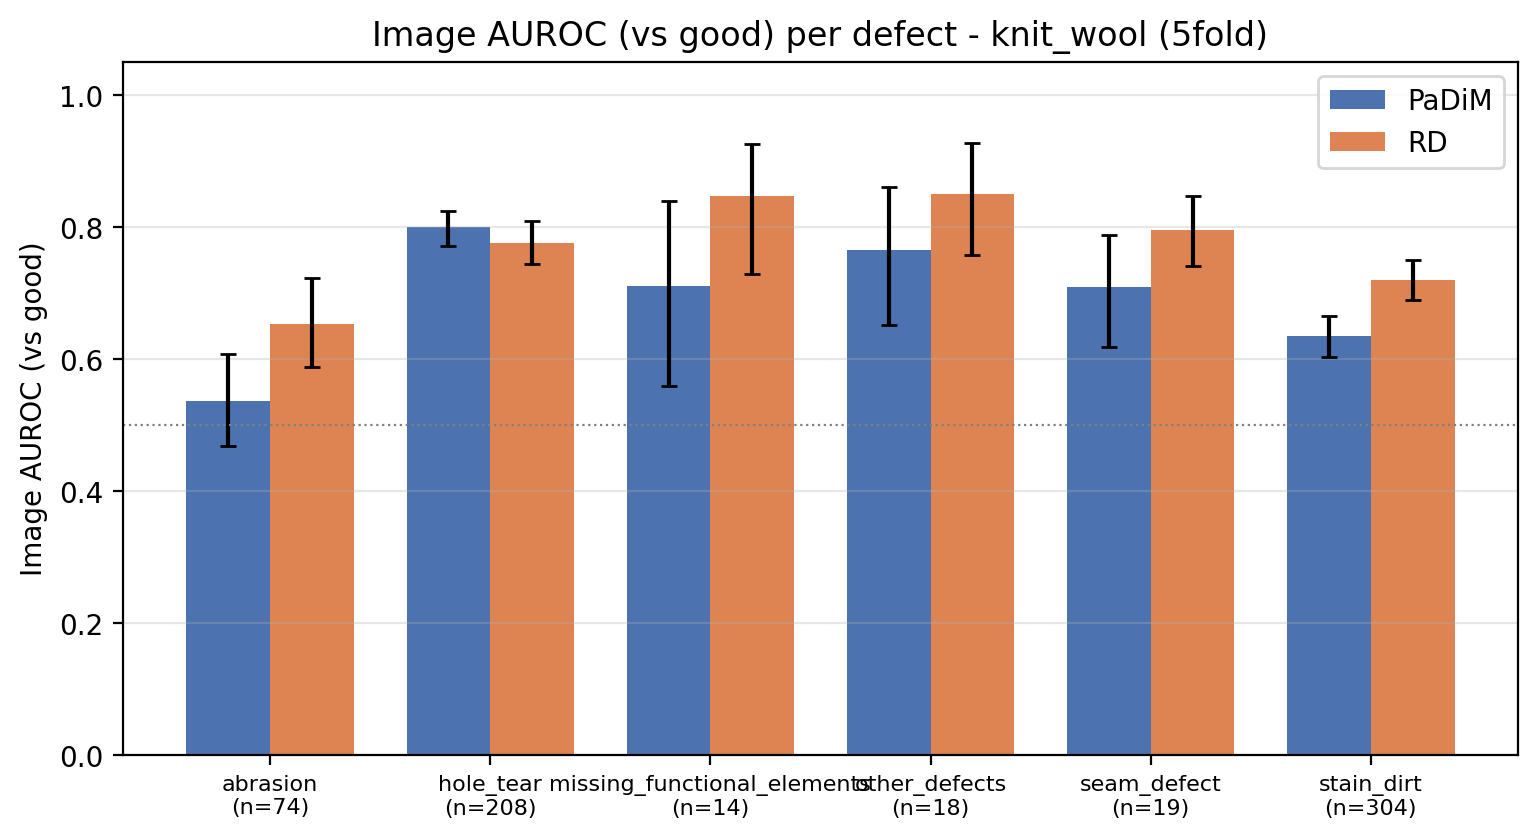 Image AUROC (vs good) per defect - knit_wool (5fold)
PaDiM
RD
Image AUROC (vs good)
1.0
0.8
0.6
0.4
0.2
0.0
abrasion
(n=74)
hole_tear
(n=208)
missing_functional_elements
(n=14)
other_defects
(n=18)
seam_defect
(n=19)
stain_dirt
(n=304)